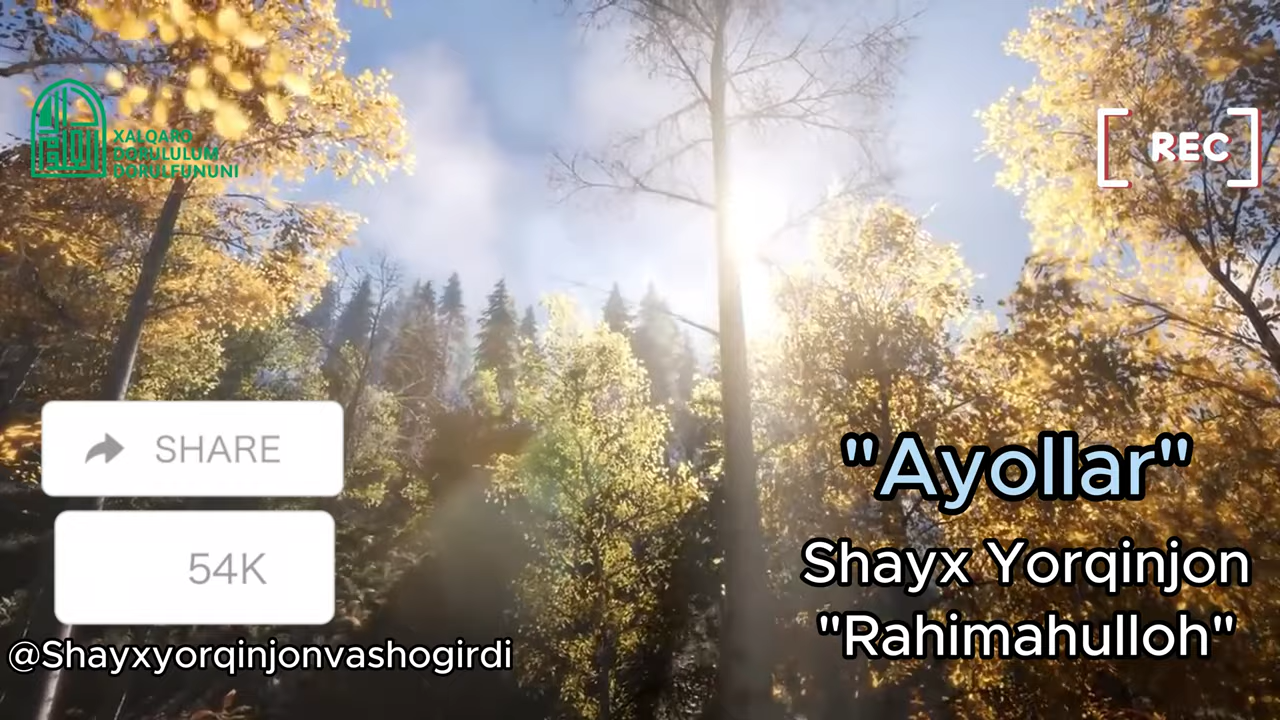 XALQARO
DORULULUM
DORULFUNUNI
REC
SHARE
54K
"Ayollar"
Shayx Yorqinjon
"Rahimahulloh"
@Shayxyorqinjonvashogirdi